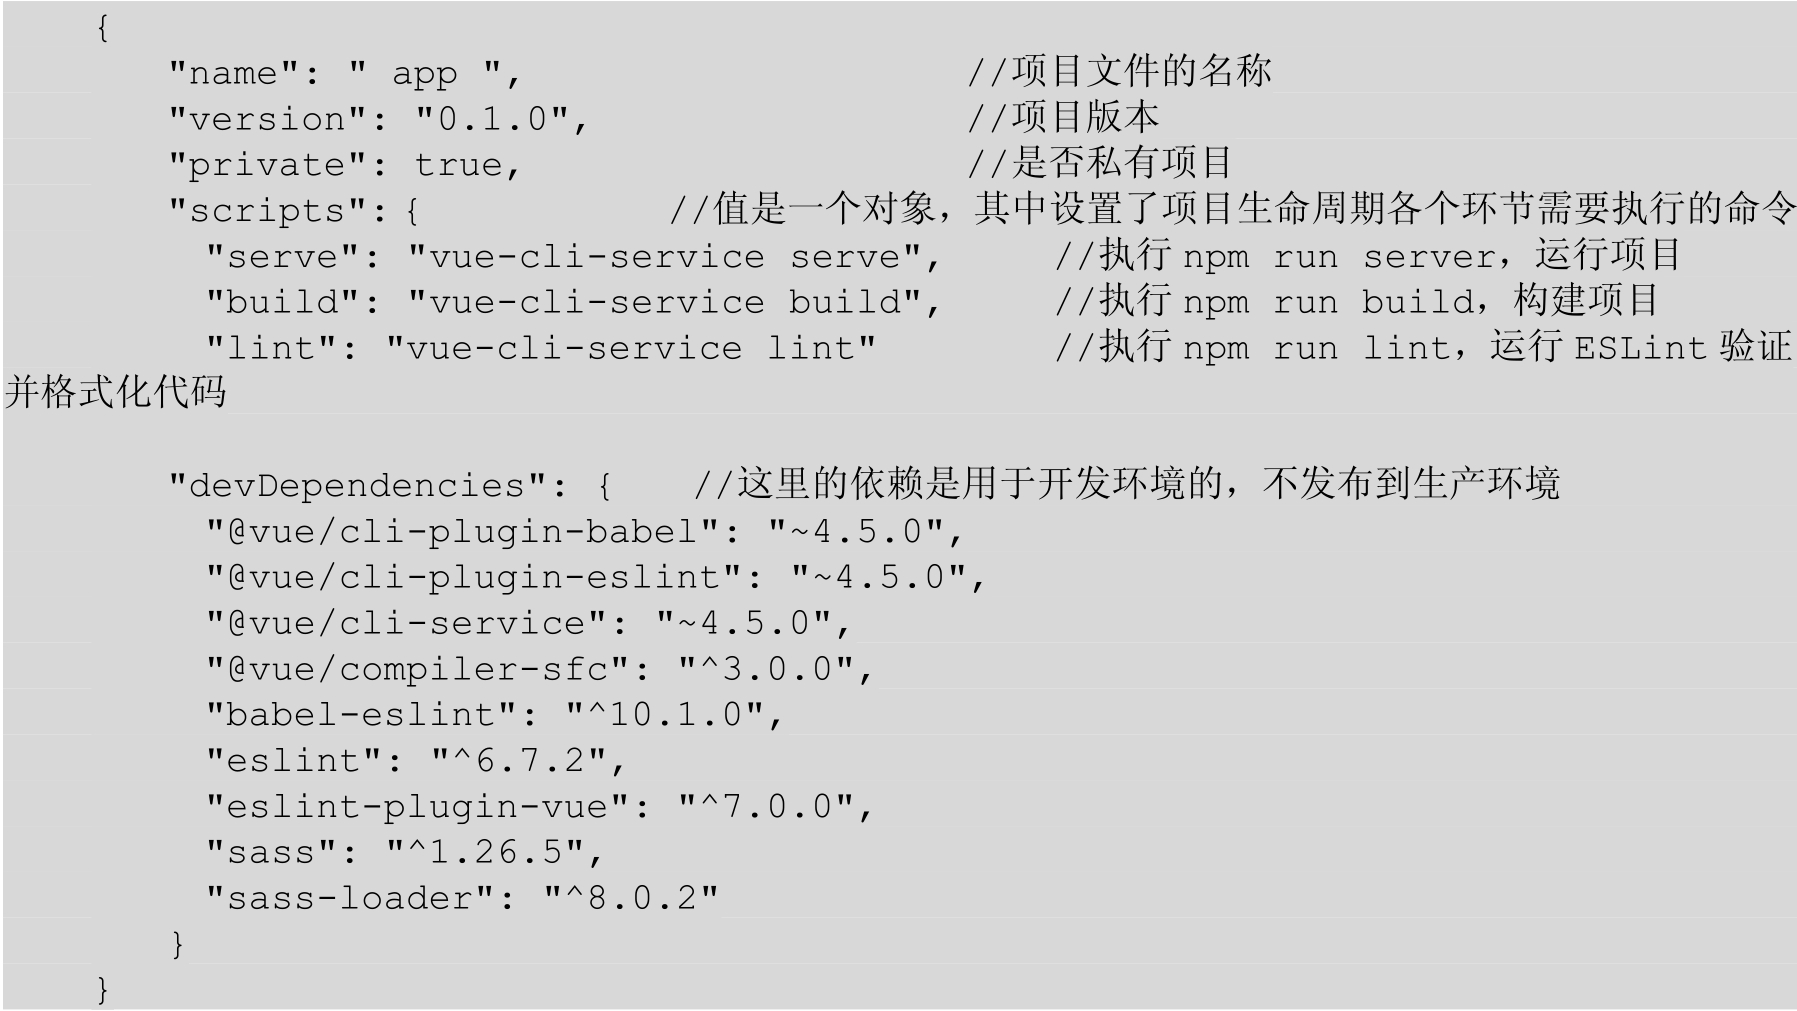 {
"name": " app ", //项目文件的名称
"version": "0.1.0", //项目版本
"private": true, //是否私有项目
"scripts": { //值是一个对象，其中设置了项目生命周期各个环节需要执行的命令
"serve": "vue-cli-service serve", //执行 npm run server，运行项目
"build": "vue-cli-service build", //执行 npm run build，构建项目
"lint": "vue-cli-service lint" //执行 npm run lint，运行 ESLint 验证
并格式化代码
"devDependencies": { //这里的依赖是用于开发环境的，不发布到生产环境
"@vue/cli-plugin-babel": "~4.5.0",
"@vue/cli-plugin-eslint": "~4.5.0",
"@vue/cli-service": "~4.5.0",
"@vue/compiler-sfc": "^3.0.0",
"babel-eslint": "^10.1.0",
"eslint": "^6.7.2",
"eslint-plugin-vue": "^7.0.0",
"sass": "^1.26.5",
"sass-loader": "^8.0.2"
}
}